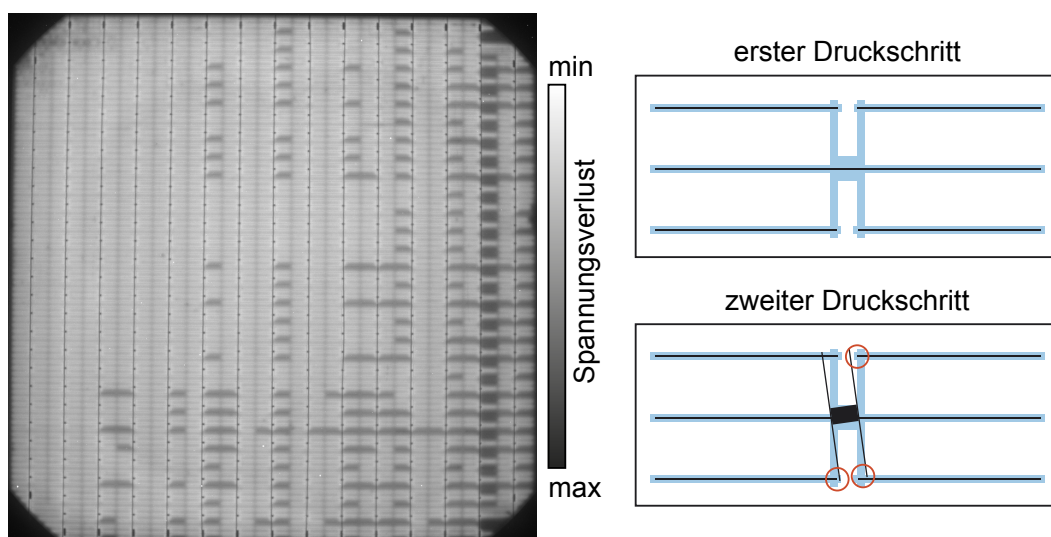 min
Spannungsverlust
max
erster Druckschritt
zweiter Druckschritt